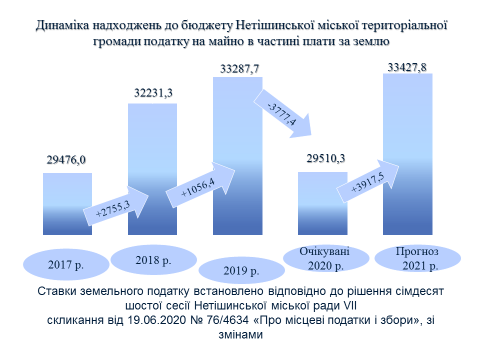 Динаміка надходжень до бюджету Нетішинської міської територіальної
громади податку на майно в частині плати за землю
29476,0
32231,3
33287,7
29510,3
33427,8
+2755,3
+1056,4
-3777,4
+3917,5
2017 р.
2018 р.
2019 р.
Очікувані
2020 р.
Прогноз
2021 р.
Ставки земельного податку встановлено відповідно до рішення сімдесят
шостої сесії Нетішинської міської ради VII
скликання від 19.06.2020 № 76/4634 «Про місцеві податки і збори», зі
змінами